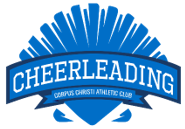 CHEERLEADING
CORPUS CHRISTI ATHLETIC CLUB